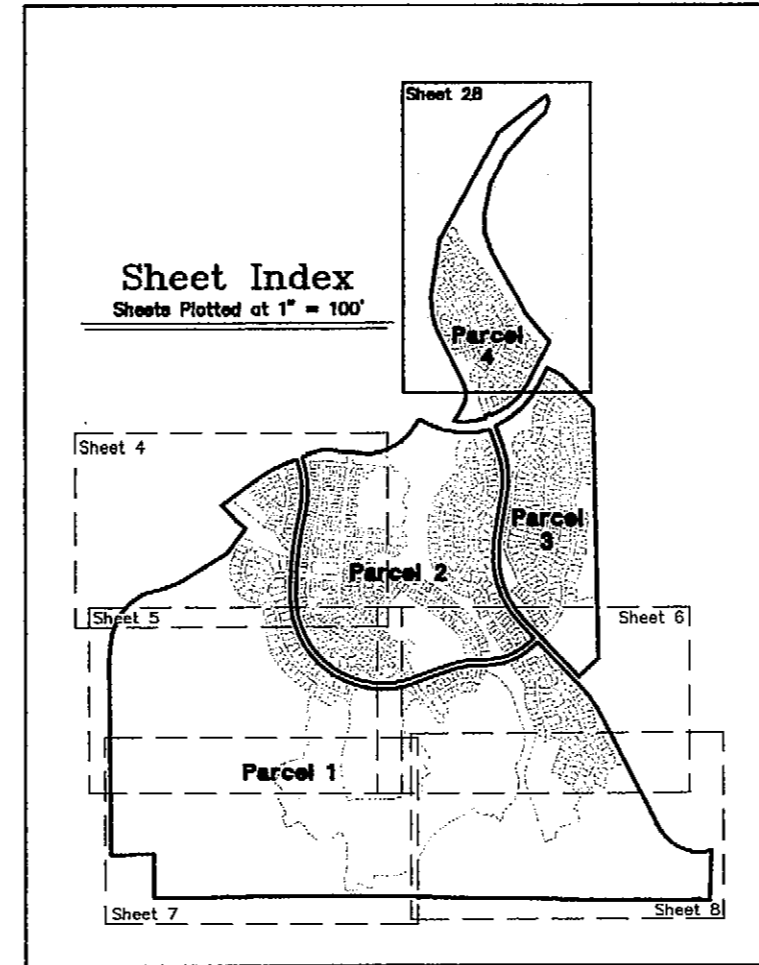 Sheet 28
Sheet Index
Sheets Plotted at 1" = 100'
Parcel
4
Sheet 4
Parcel
3
Parcel 2
Sheet 5
Sheet 6
Parcel 1
Sheet 7
Sheet 8